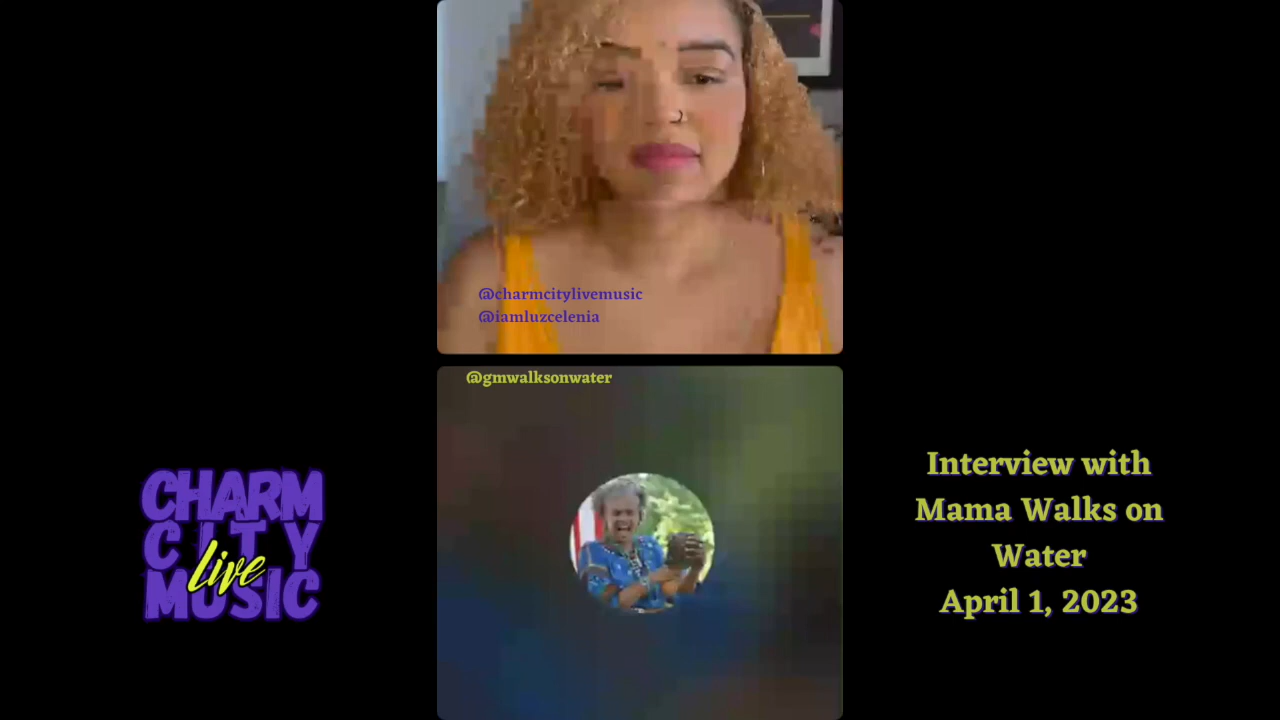 @charmcitylivemusic
@iamluzcelenia
@gmwalksonwater
CHARM
CITY
Live
MUSIC
Interview with
Mama Walks on
Water
April 1, 2023